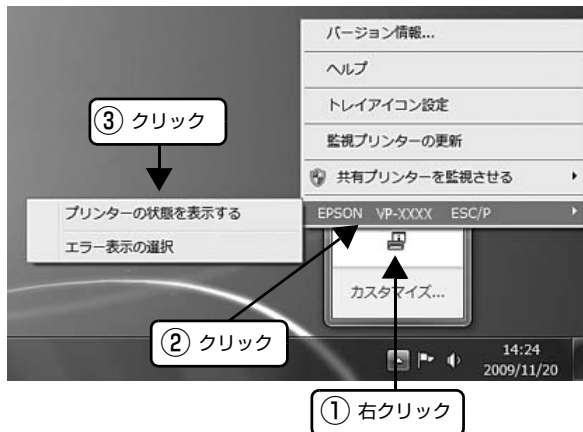 バージョン情報...
ヘルプ
トレイアイコン設定
監視プリンターの更新
共有プリンターを監視させる
EPSON VP-XXXX ESC/P
③ クリック
プリンターの状態を表示する
エラー表示の選択
カスタマイズ...
② クリック
14:24
2009/11/20
① 右クリック